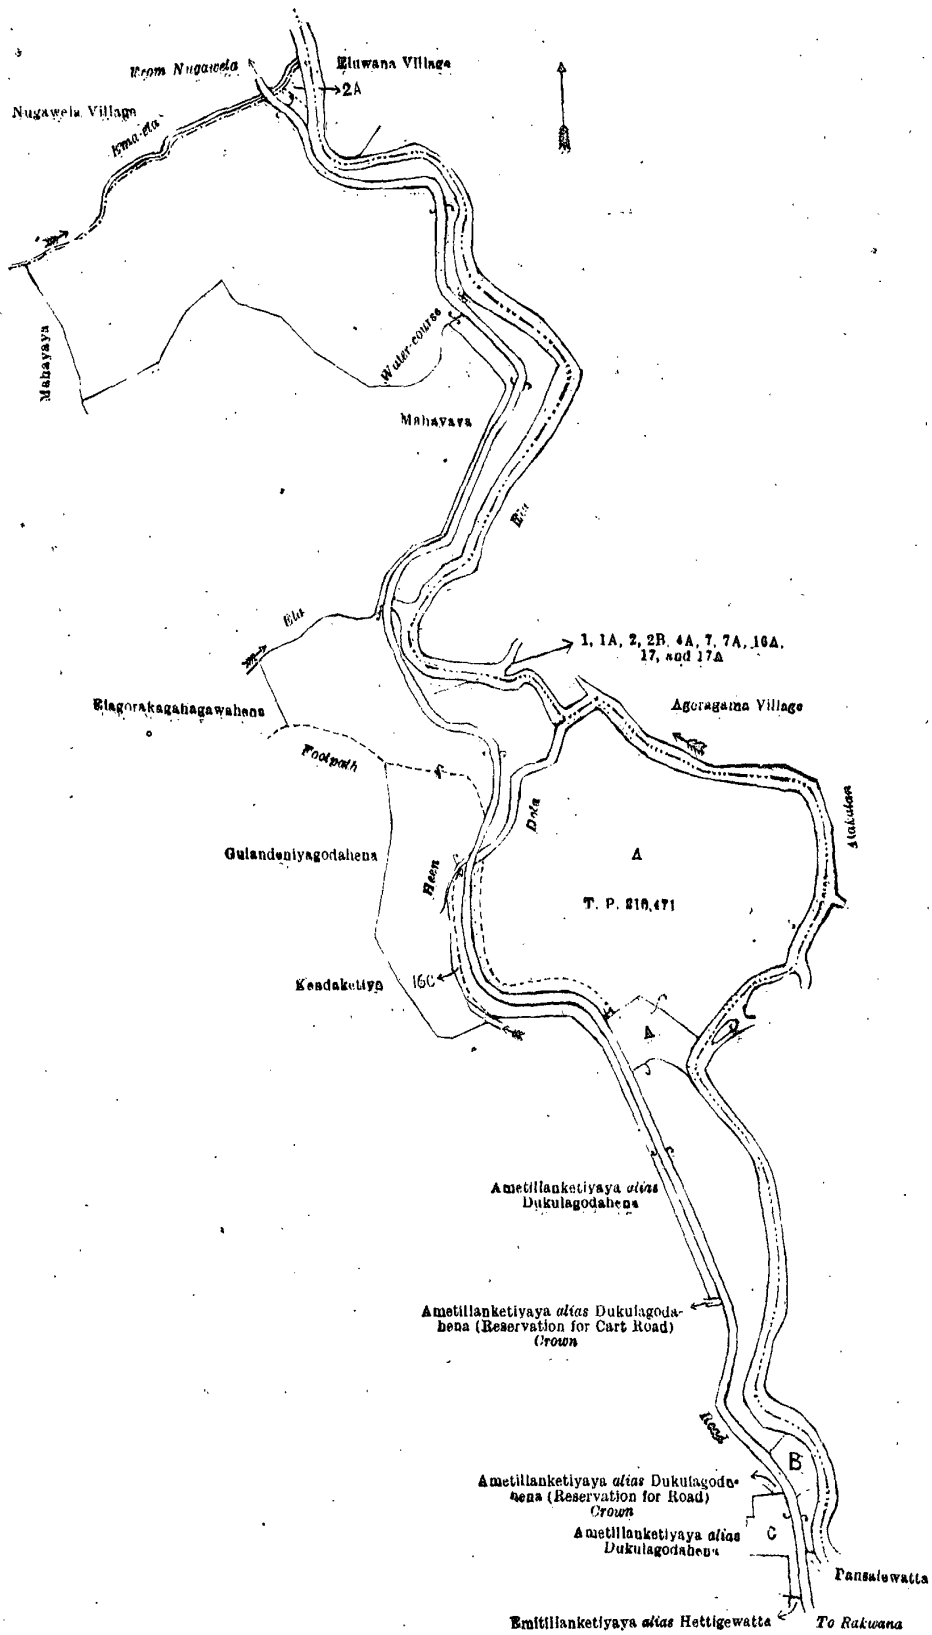 From Nugawela
Eluwana Village
2A
Nugawela Village
Kma-ela
Mahayaya
Water-course
Mahayaya
Ela
Ela
1, 1A, 2, 2B, 4A, 7, 7A, 16A,
17, and 17A
Elagorakagahagawahena
Ageragama Village
Footpath
Dola
Gulandeniyagodahena
Heen
A
T. P. 210,471
Kendaketiya
16C
A
Ametillanketiyaya alias
Dukulagodahena
Ametillanketiyaya alias Dukulagoda-
hena (Reservation for Cart Road)
Crown
Road
B
Ametillanketiyaya alias Dukulagoda-
hena (Reservation for Road)
Crown
Ametillanketiyaya alias
Dukulagodahena
C
Pansalewatta
Emitillanketiyaya alias Hettigewatta
To Rakwana